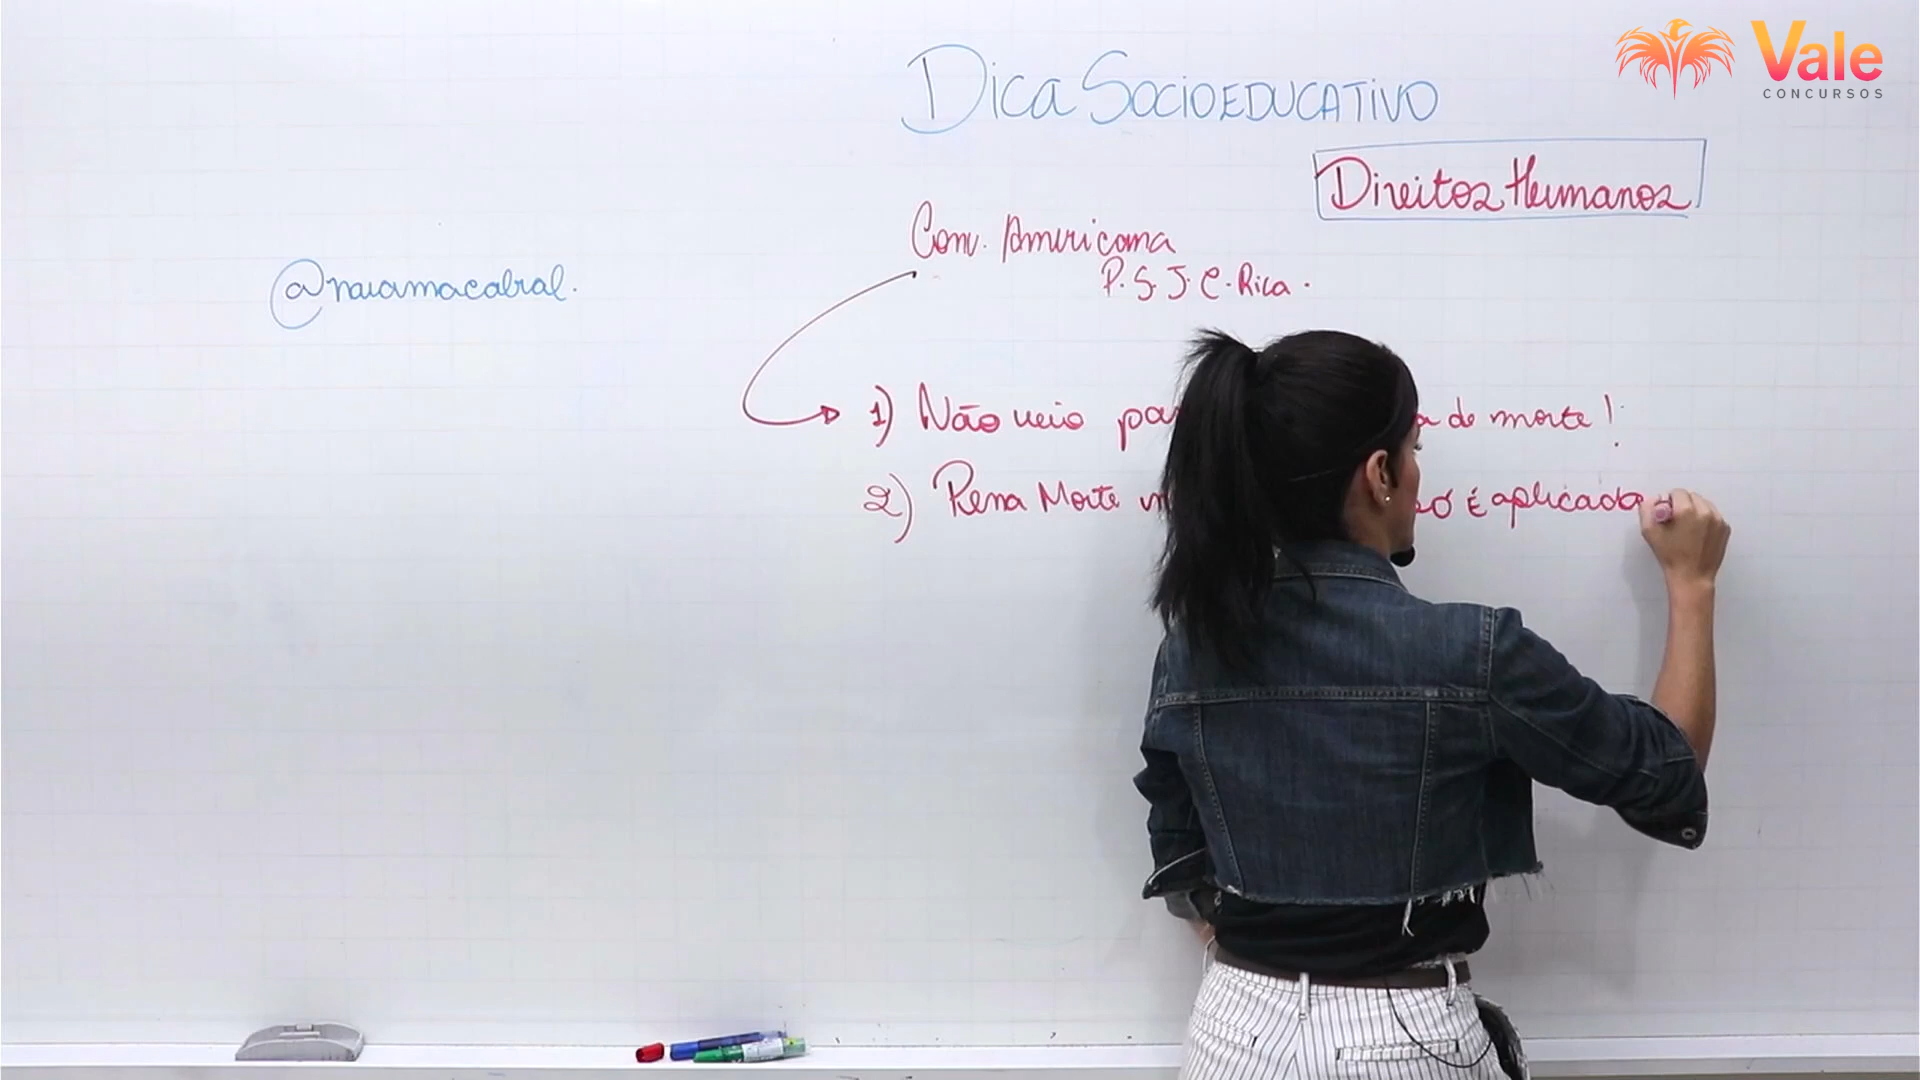 Vale
CONCURSOS
Dica SOCIOEDUCATIVO
Direitos Humanos
Conv. Americana
P. S. J. C. Rica.
@naiamacabral.
1) Não veio de morte!
2) Pena Morte só É aplicada